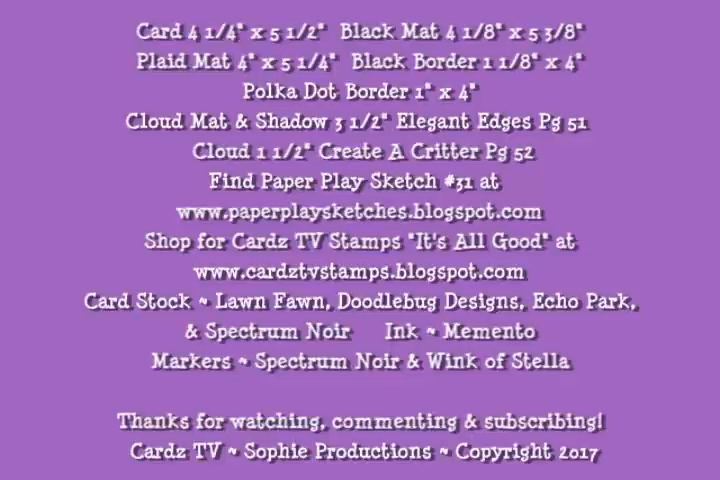 Card 4 1/4" x 5 1/2" Black Mat 4 1/8" x 5 3/8"
Plaid Mat 4" x 5 1/4" Black Border 1 1/8" x 4"
Polka Dot Border 1" x 4"
Cloud Mat & Shadow 3 1/2" Elegant Edges Pg 51
Cloud 1 1/2" Create A Critter Pg 52
Find Paper Play Sketch #31 at
www.paperplaysketches.blogspot.com
Shop for Cardz TV Stamps "It's All Good" at
www.cardztvstamps.blogspot.com
Card Stock ~ Lawn Fawn, Doodlebug Designs, Echo Park,
& Spectrum Noir Ink ~ Memento
Markers ~ Spectrum Noir & Wink of Stella
Thanks for watching, commenting & subscribing!
Cardz TV ~ Sophie Productions ~ Copyright 2017